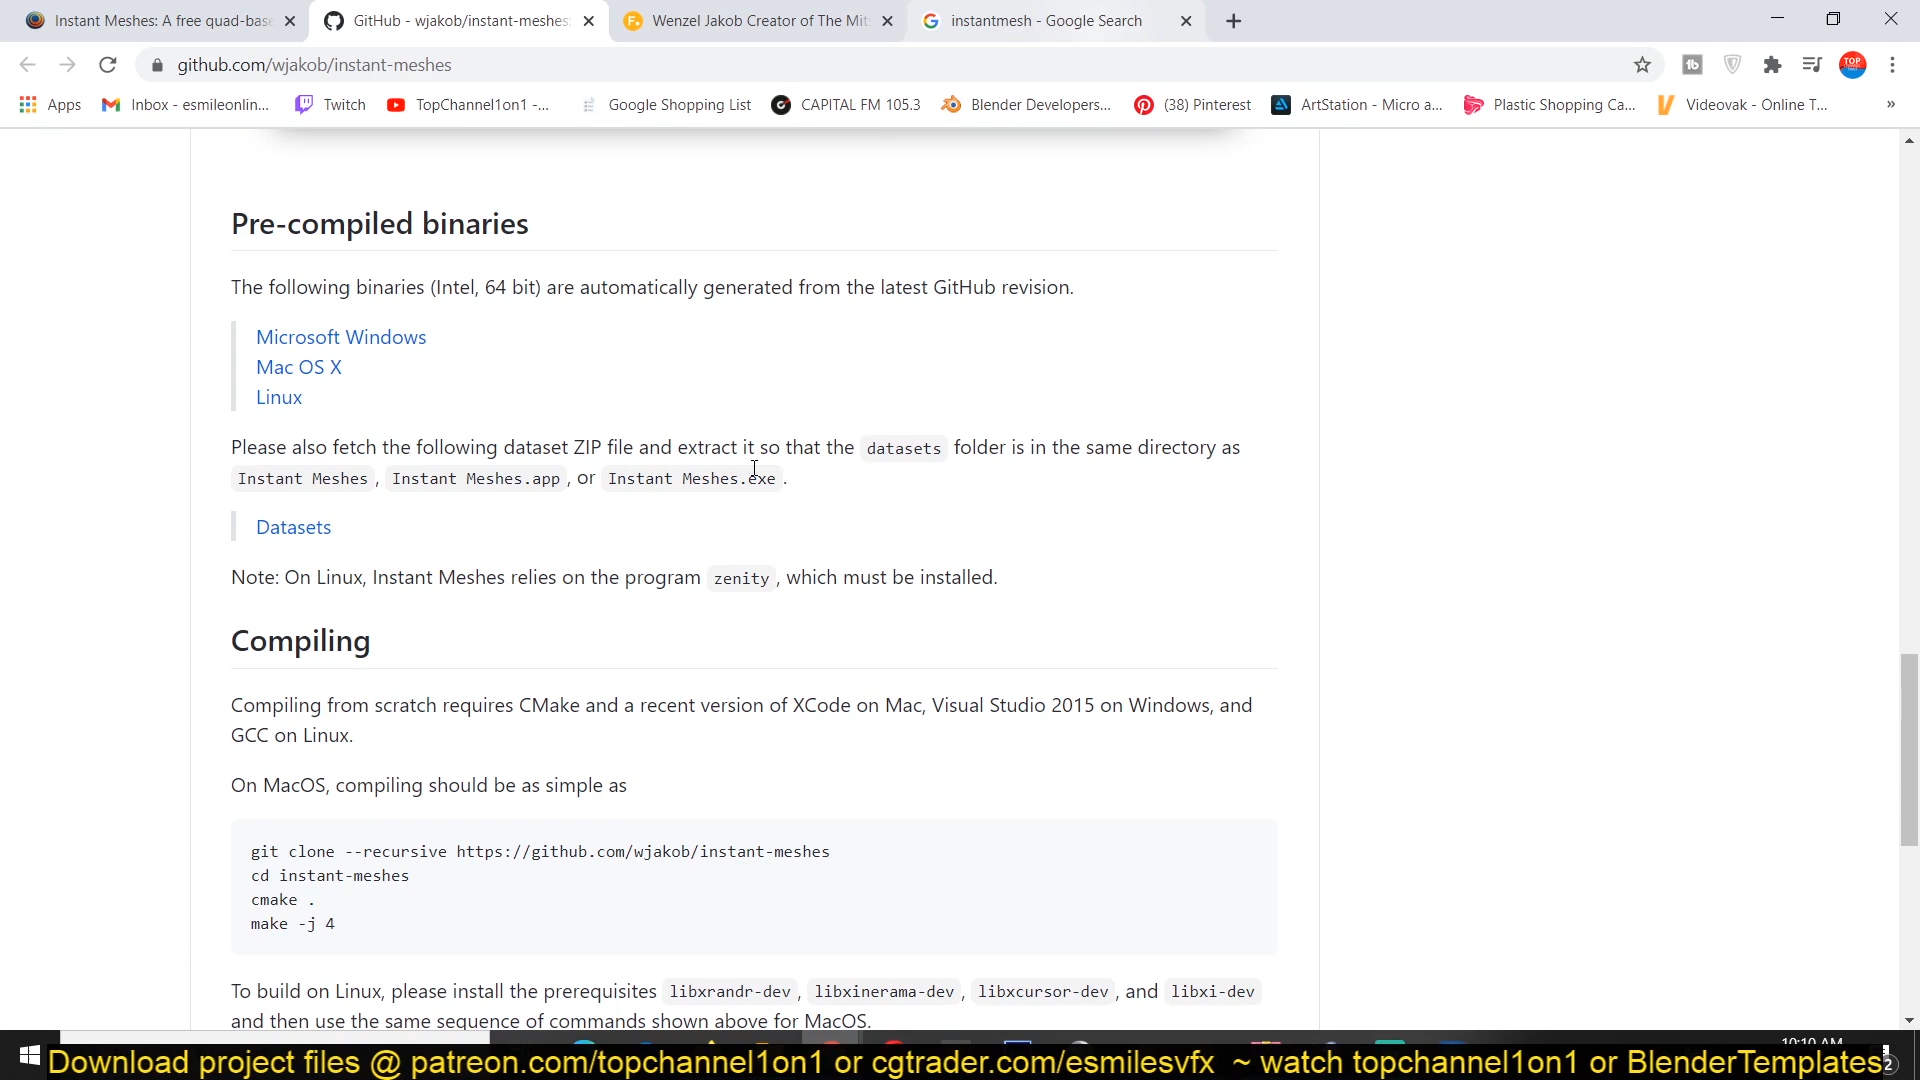 Instant Meshes: A free quad-base
GitHub - wjakob/instant-meshes:
Wenzel Jakob Creator of The Mits
instantmesh - Google Search
github.com/wjakob/instant-meshes
Apps
Inbox - esmileonlin...
Twitch
TopChannel1on1 -...
Google Shopping List
CAPITAL FM 105.3
Blender Developers...
(38) Pinterest
ArtStation - Micro a...
Plastic Shopping Ca...
Videovak - Online T...
»
Pre-compiled binaries
The following binaries (Intel, 64 bit) are automatically generated from the latest GitHub revision.
Microsoft Windows
Mac OS X
Linux
Please also fetch the following dataset ZIP file and extract it so that the datasets folder is in the same directory as
Instant Meshes, Instant Meshes.app, or Instant Meshes.exe.
Datasets
Note: On Linux, Instant Meshes relies on the program zenity, which must be installed.
Compiling
Compiling from scratch requires CMake and a recent version of XCode on Mac, Visual Studio 2015 on Windows, and
GCC on Linux.
On MacOS, compiling should be as simple as
git clone --recursive https://github.com/wjakob/instant-meshes
cd instant-meshes
cmake .
make -j 4
To build on Linux, please install the prerequisites libxrandr-dev, libxinerama-dev, libxcursor-dev, and libxi-dev
and then use the same sequence of commands shown above for MacOS.
10:10 AM
Download project files @ patreon.com/topchannel1on1 or cgtrader.com/esmilesvfx ~ watch topchannel1on1 or BlenderTemplates
2